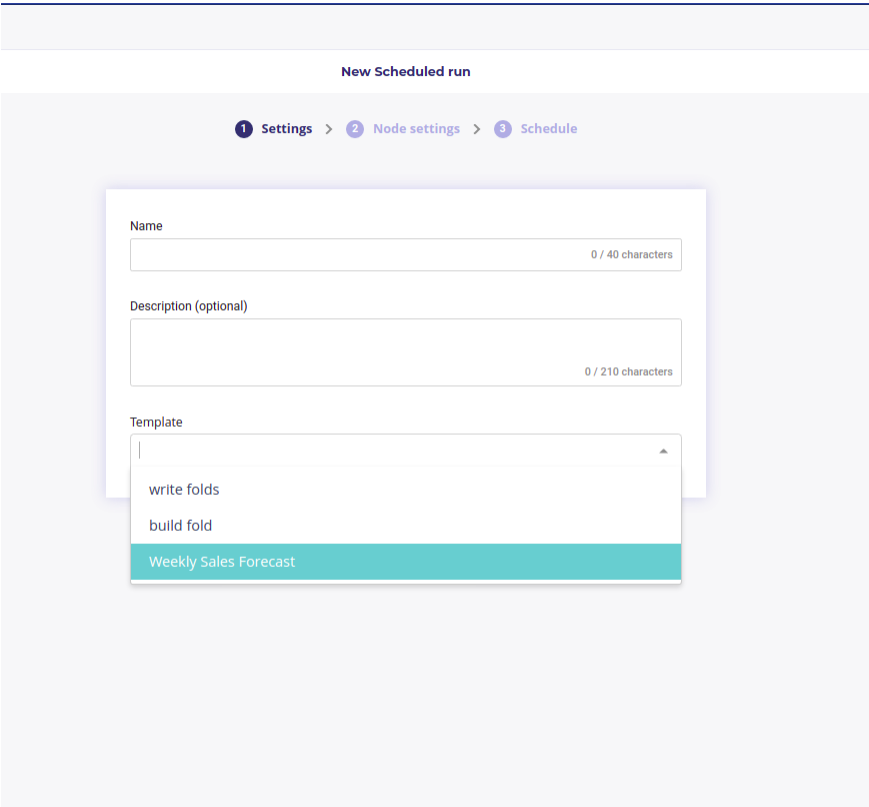 New Scheduled run
1 Settings > 2 Node settings > 3 Schedule
Name
0 / 40 characters
Description (optional)
0 / 210 characters
Template
write folds
build fold
Weekly Sales Forecast